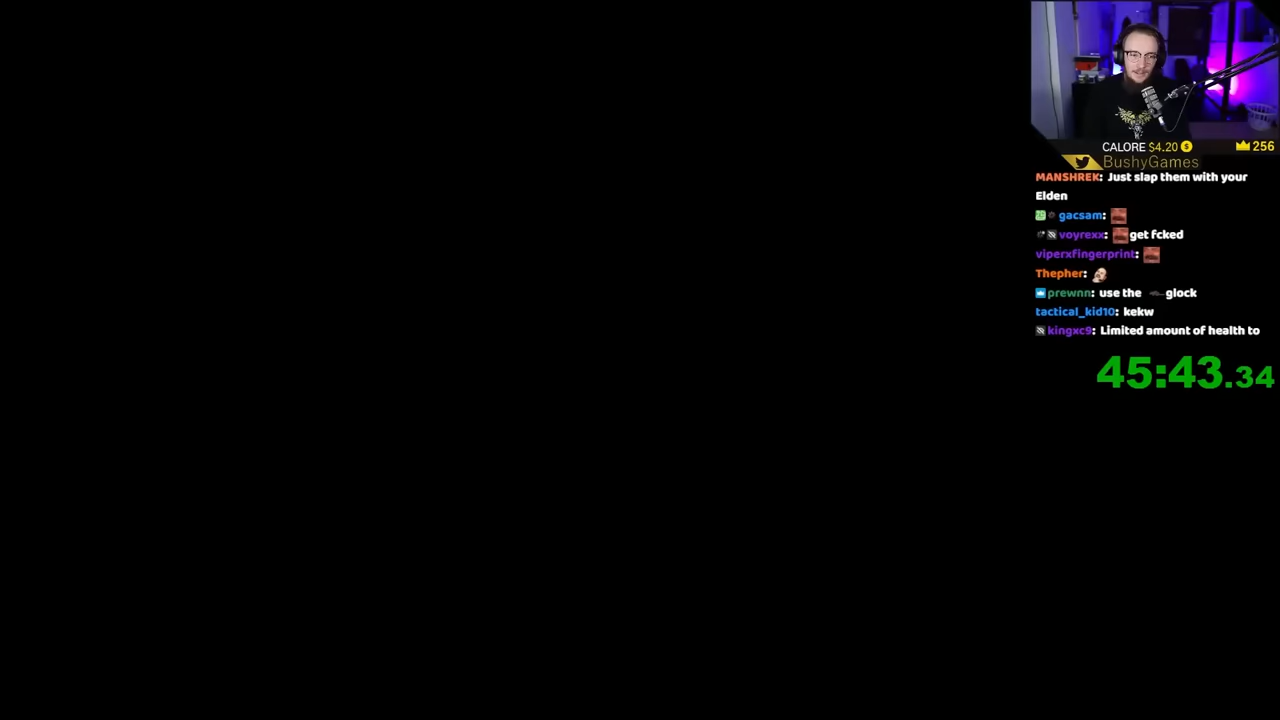 CALORE $4.20 256
BushyGames
MANSHREK: Just slap them with your
Elden
gacsam:
voyrexx: get fcked
viperxfingerprint:
Thepher:
prewnn: use the glock
tactical_kid10: kekw
kingxc9: Limited amount of health to
45:43.34